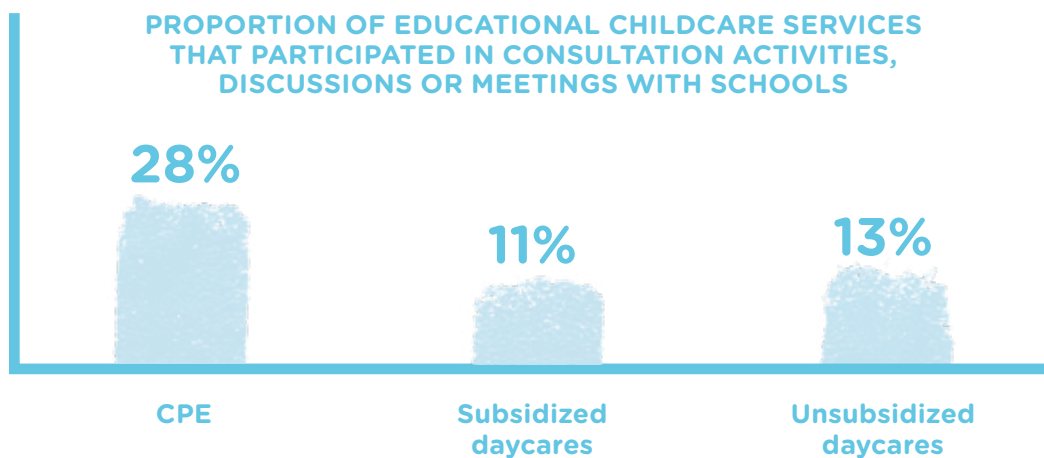 PROPORTION OF EDUCATIONAL CHILDCARE SERVICES
THAT PARTICIPATED IN CONSULTATION ACTIVITIES,
DISCUSSIONS OR MEETINGS WITH SCHOOLS
28%
11%
13%
CPE
Subsidized
daycares
Unsubsidized
daycares